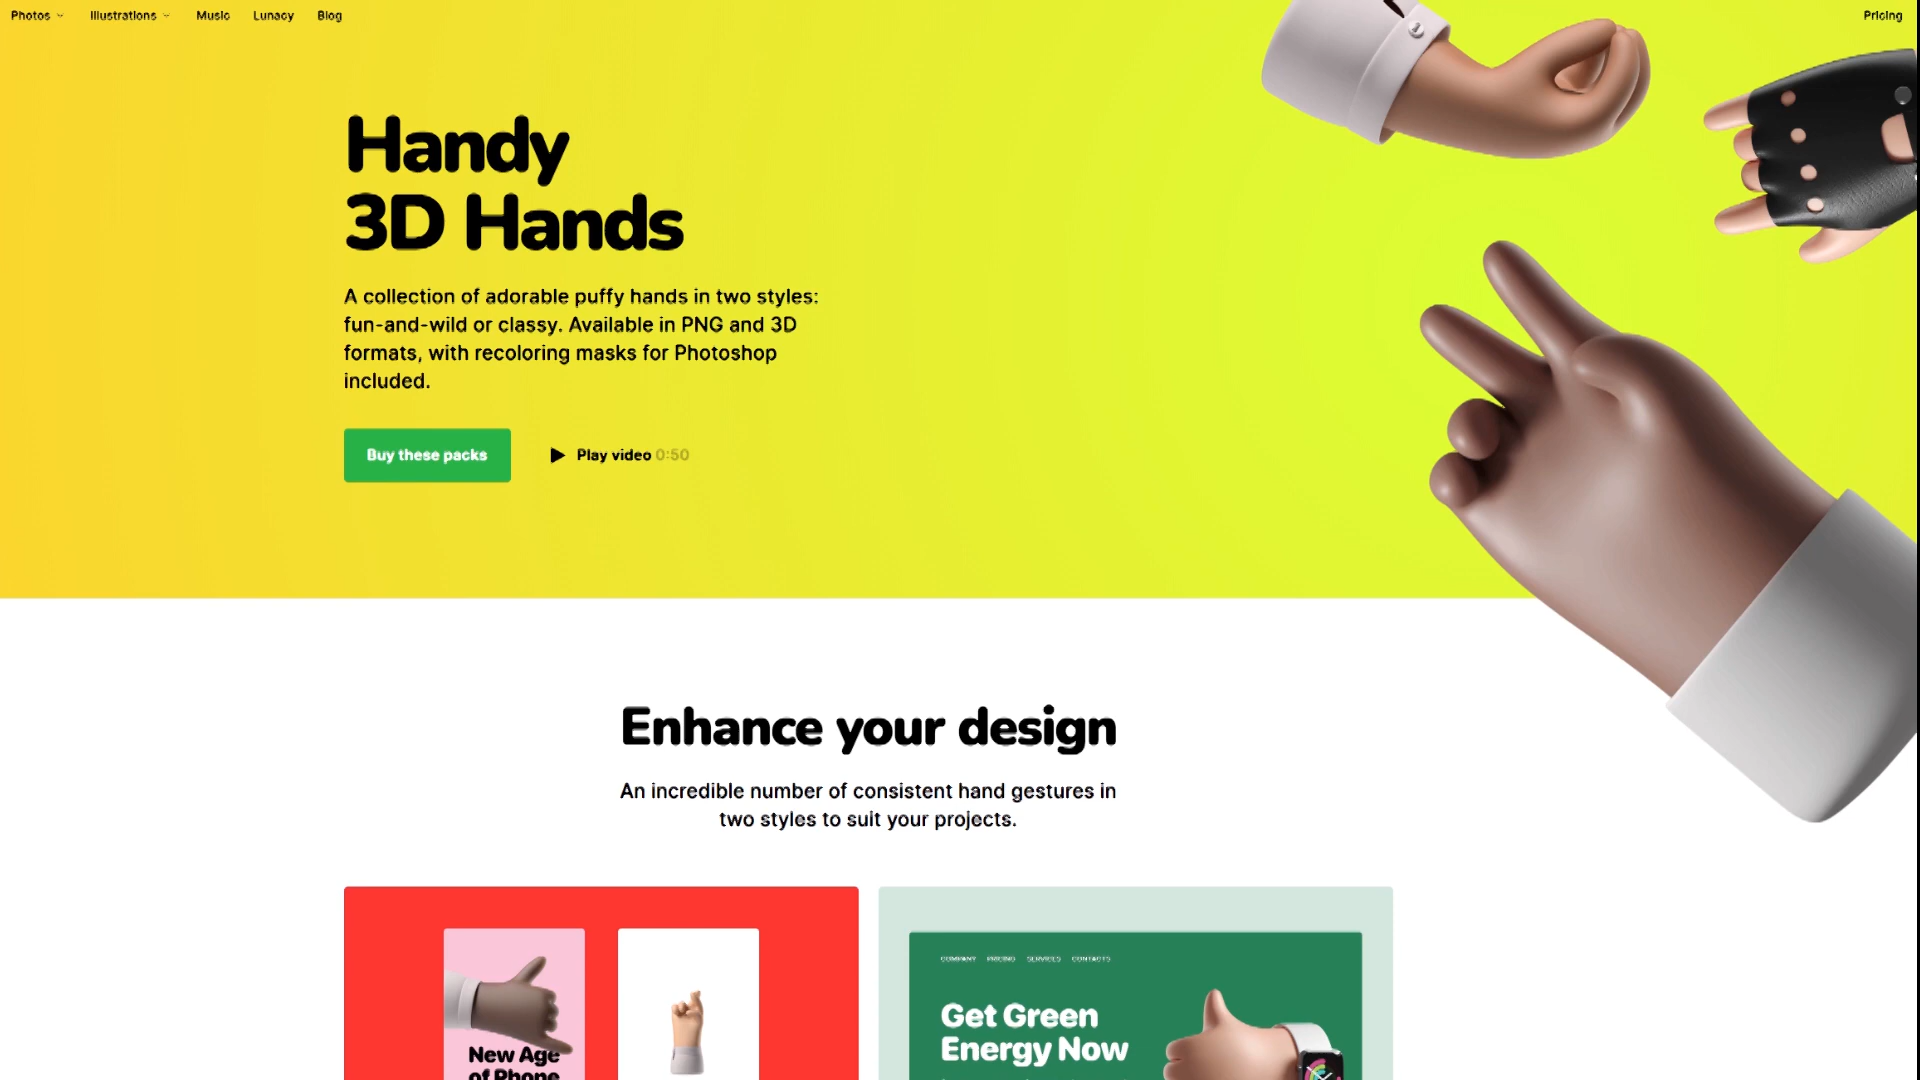 Photos Illustrations Music Lunacy Blog Pricing
Handy
3D Hands
A collection of adorable puffy hands in two styles:
fun-and-wild or classy. Available in PNG and 3D
formats, with recoloring masks for Photoshop
included.
Buy these packs Play video 0:50
Enhance your design
An incredible number of consistent hand gestures in
two styles to suit your projects.
COMPANY PRICING SERVICES CONTACTS
Get Green
Energy Now
New Age
of Phone